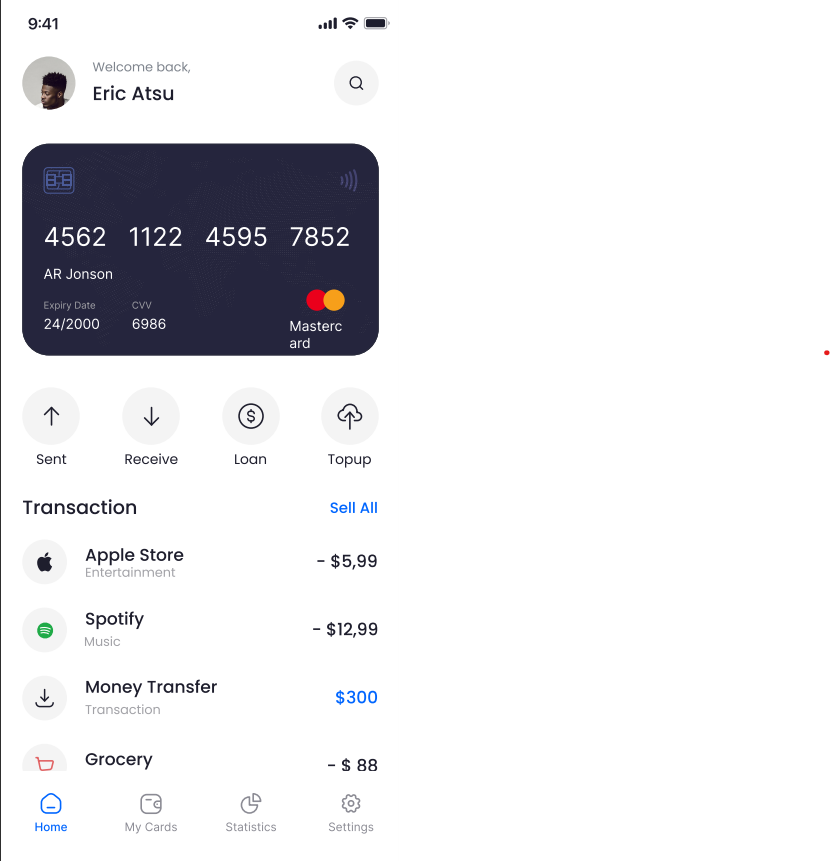 9:41
Welcome back,
Eric Atsu
4562 1122 4595 7852
AR Jonson
Expiry Date CVV
24/2000 6986
Masterc
ard
Sent Receive Loan Topup
Transaction Sell All
Apple Store
Entertainment
- $5,99
Spotify
Music
- $12,99
Money Transfer
Transaction
$300
Grocery
- $ 88
Home My Cards Statistics Settings